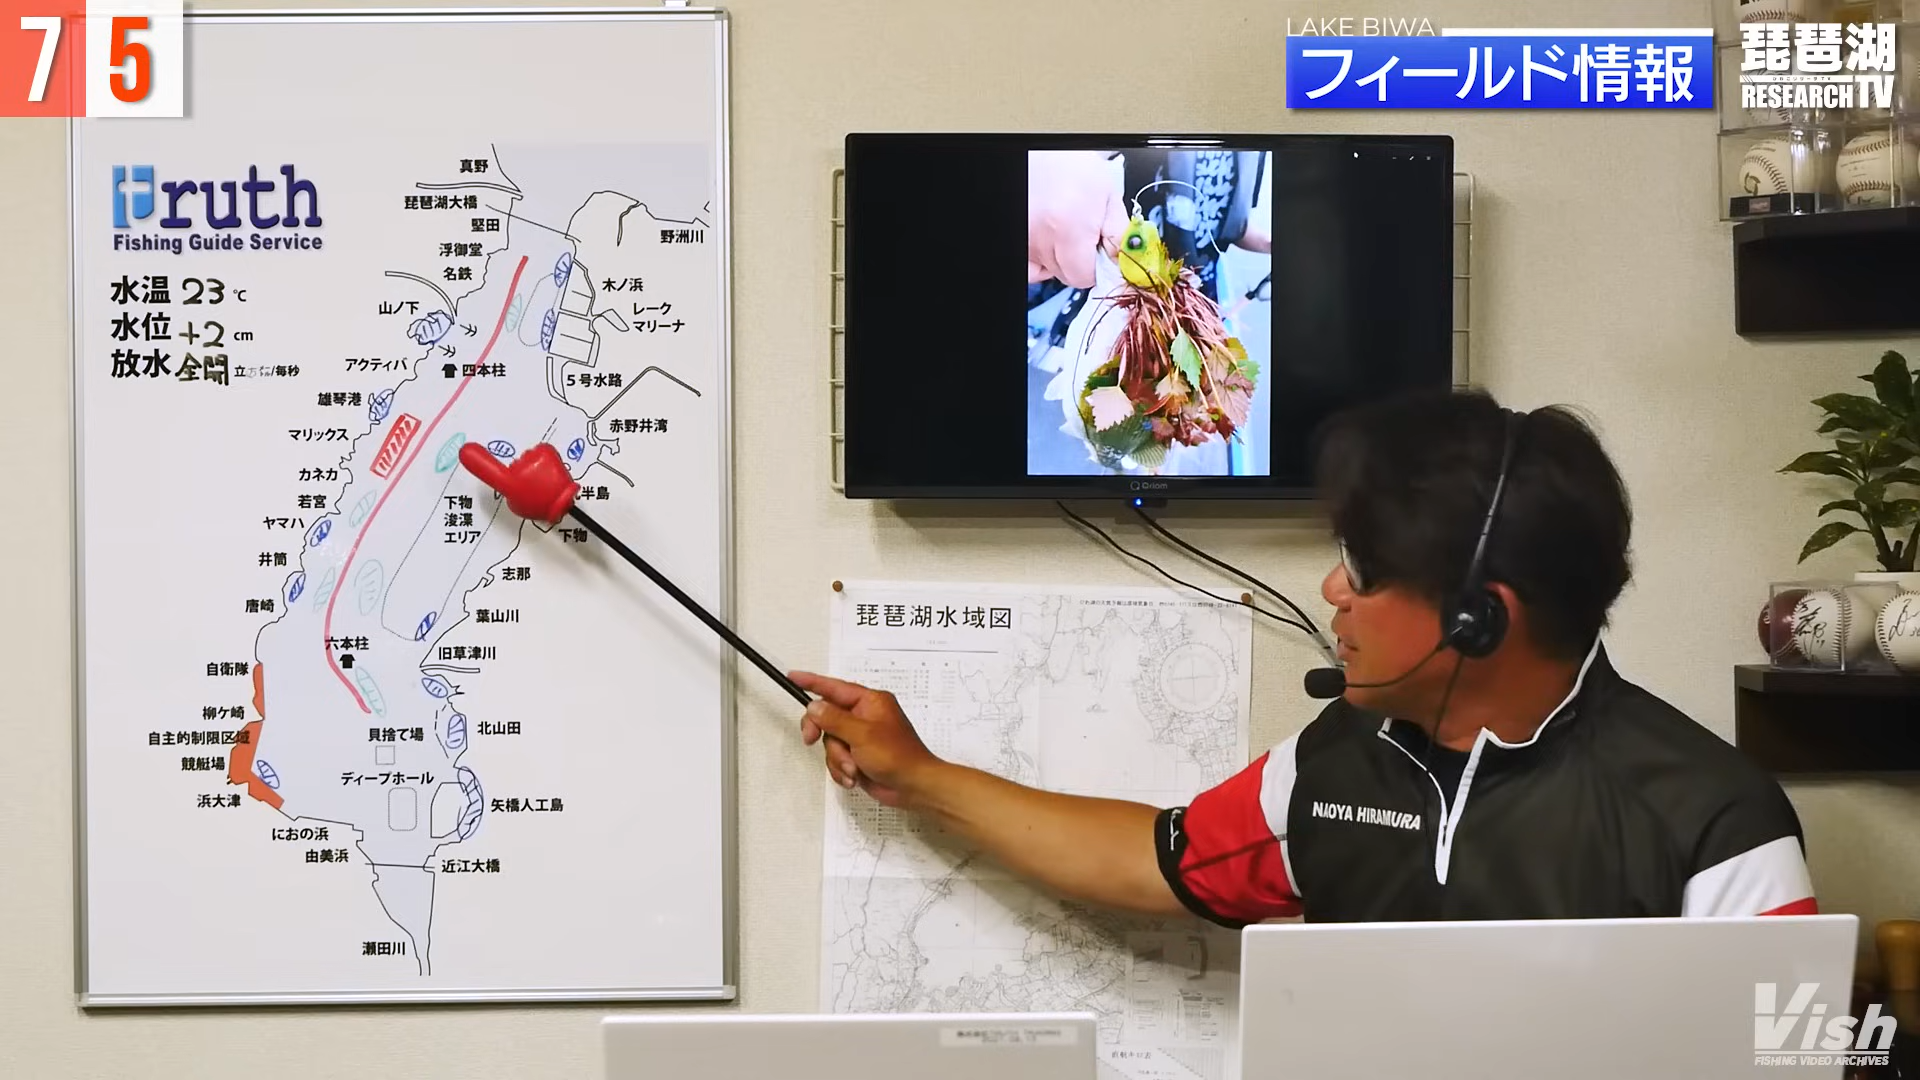 7 5
LAKE BIWA
フィールド情報
琵琶湖
RESEARCH TV
truth
Fishing Guide Service
水温 23 ℃
水位 +2 cm
放水 全開 立 /毎秒
真野
琵琶湖大橋
堅田
浮御堂
名鉄
野洲川
木ノ浜
レーク
マリーナ
山ノ下
アクティバ
四本柱
5号水路
雄琴港
赤野井湾
マリックス
カネカ
若宮
半島
下物
浚渫
エリア
下物
ヤマハ
井筒
志那
唐崎
葉山川
六本柱
旧草津川
自衛隊
柳ケ崎
自主的制限区域
貝捨て場
北山田
競艇場
ディープホール
浜大津
矢橋人工島
におの浜
由美浜
近江大橋
瀬田川
Orion
琵琶湖水域図
NAOYA HIRAMURA
Vish
FISHING VIDEO ARCHIVES